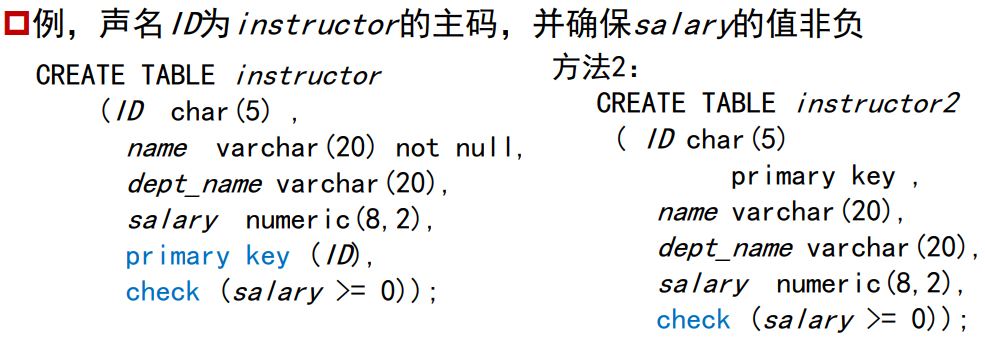 例，声名ID为instructor的主码，并确保salary的值非负
CREATE TABLE instructor
(ID char(5) ,
name varchar(20) not null,
dept_name varchar(20),
salary numeric(8,2),
primary key (ID),
check (salary >= 0));
方法2：
CREATE TABLE instructor2
( ID char(5)
primary key ,
name varchar(20),
dept_name varchar(20),
salary numeric(8,2),
check (salary >= 0));